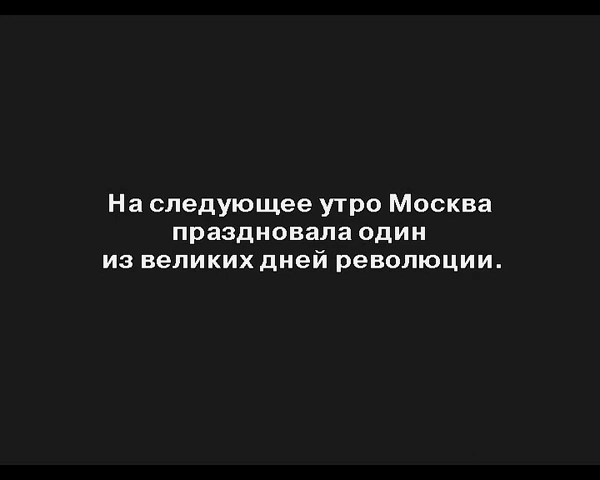 На следующее утро Москва
праздновала один
из великих дней революции.